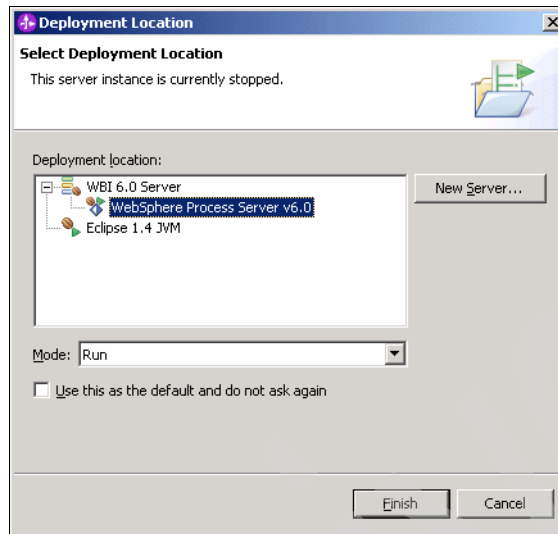 Deployment Location
Select Deployment Location
This server instance is currently stopped.
Deployment location:
WBI 6.0 Server
New Server...
WebSphere Process Server v6.0
Eclipse 1.4 JVM
Mode: Run
Use this as the default and do not ask again
Finish Cancel